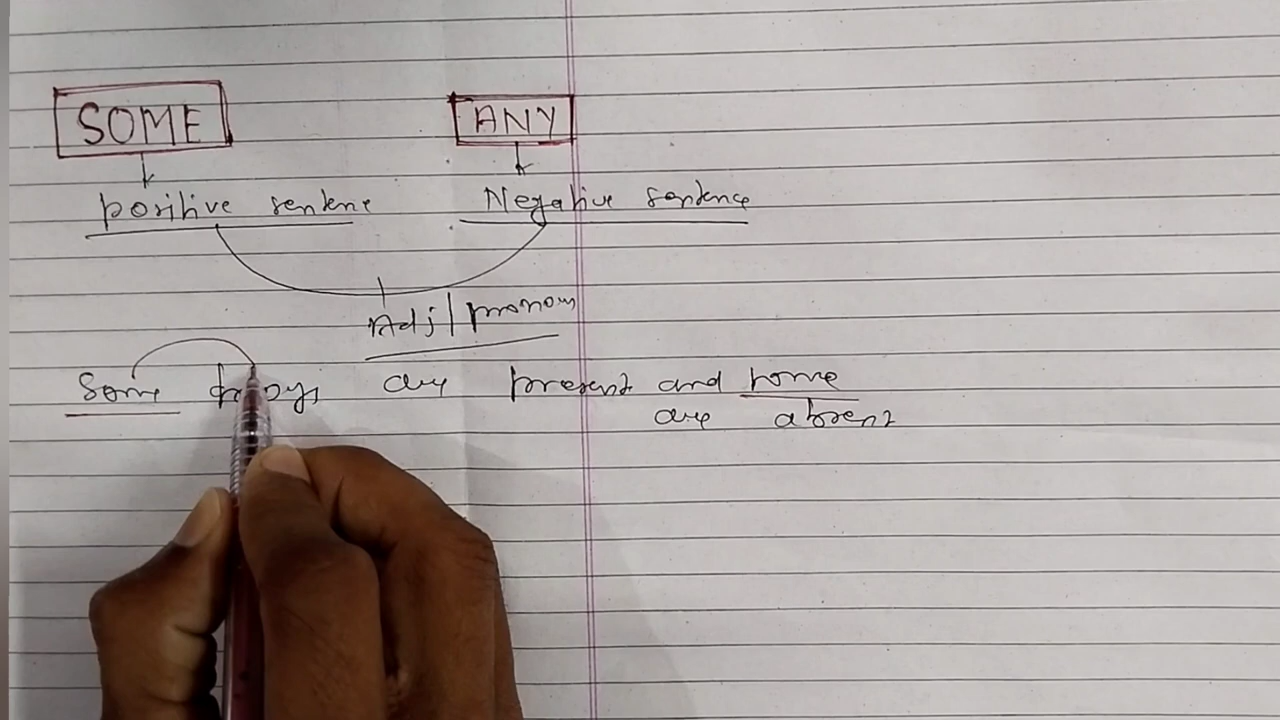 SOME ANY
positive sentence Negative sentence
Adj/pronoun
Some boys are present and some
are absent